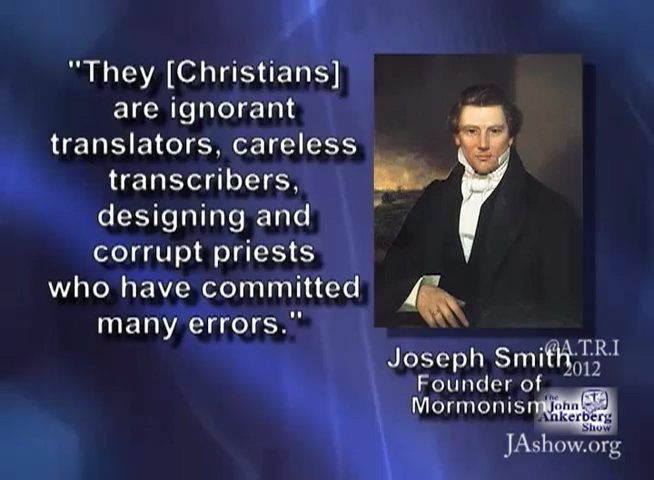 "They [Christians]
are ignorant
translators, careless
transcribers,
designing and
corrupt priests
who have committed
many errors."
Joseph Smith
Founder of
Mormonism
@A.T.R.I
2012
The
John
Ankerberg
Show
JAshow.org